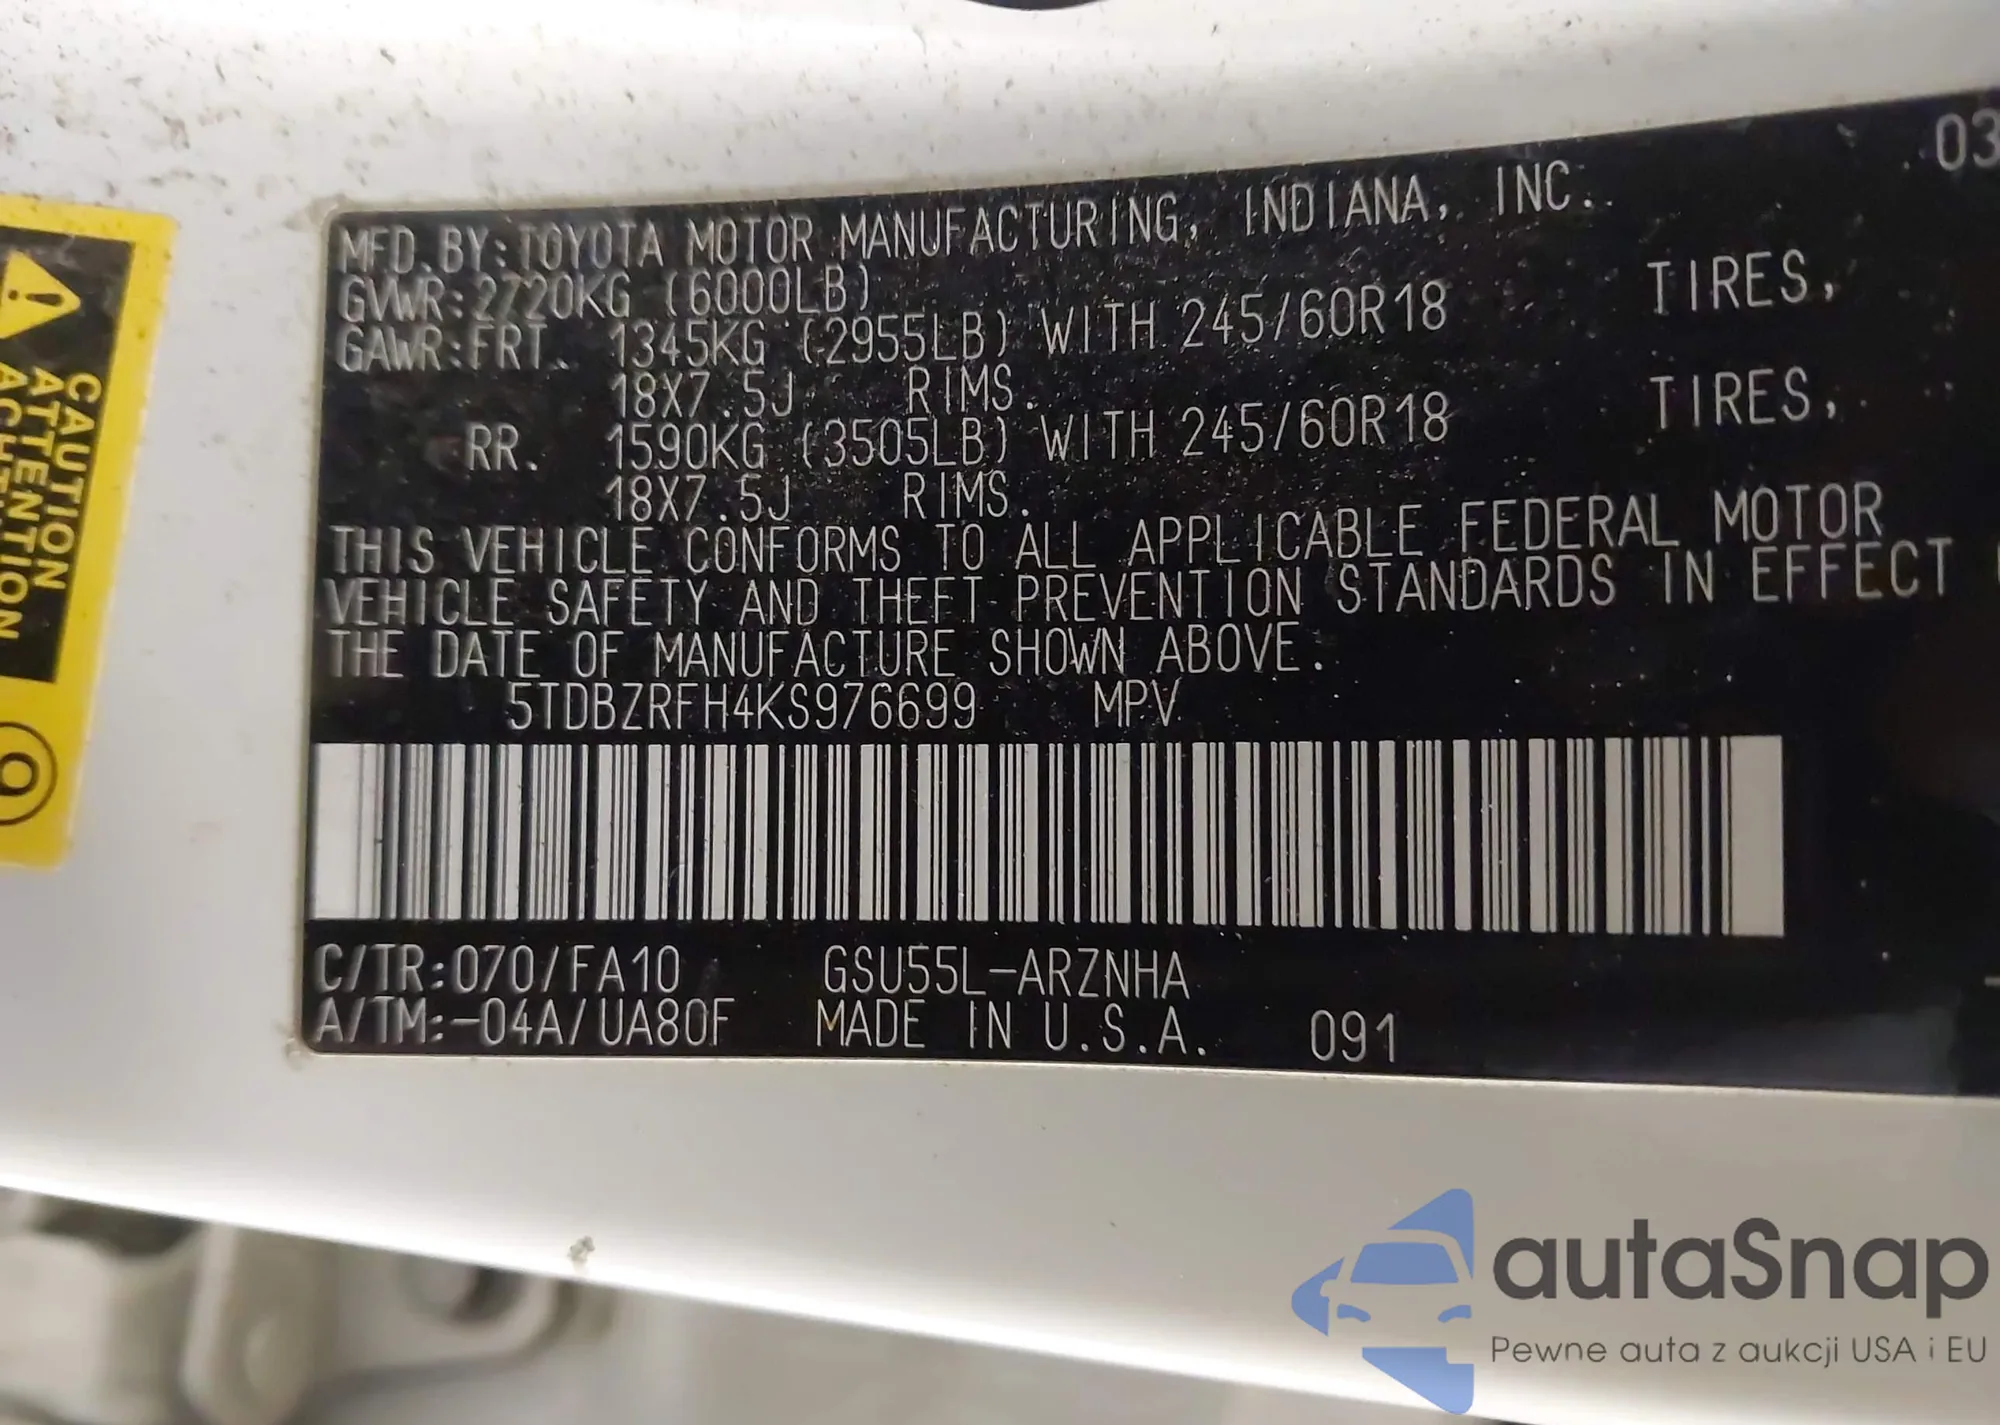 03
MFD.BY:TOYOTA MOTOR MANUFACTURING, INDIANA, INC.
GVWR:2720KG (6000LB)
GAWR:FRT. 1345KG (2955LB) WITH 245/60R18 TIRES,
18X7.5J RIMS.
RR. 1590KG (3505LB) WITH 245/60R18 TIRES,
18X7.5J RIMS.
THIS VEHICLE CONFORMS TO ALL APPLICABLE FEDERAL MOTOR
VEHICLE SAFETY AND THEFT PREVENTION STANDARDS IN EFFECT
THE DATE OF MANUFACTURE SHOWN ABOVE.
5TDBZRFH4KS976699 MPV
C/TR:070/FA10 GSU55L-ARZNHA
A/TM:-04A/UA80F MADE IN U.S.A. 091
CAUTION
ATTENTION
autaSnap
Pewne auta z aukcji USA i EU